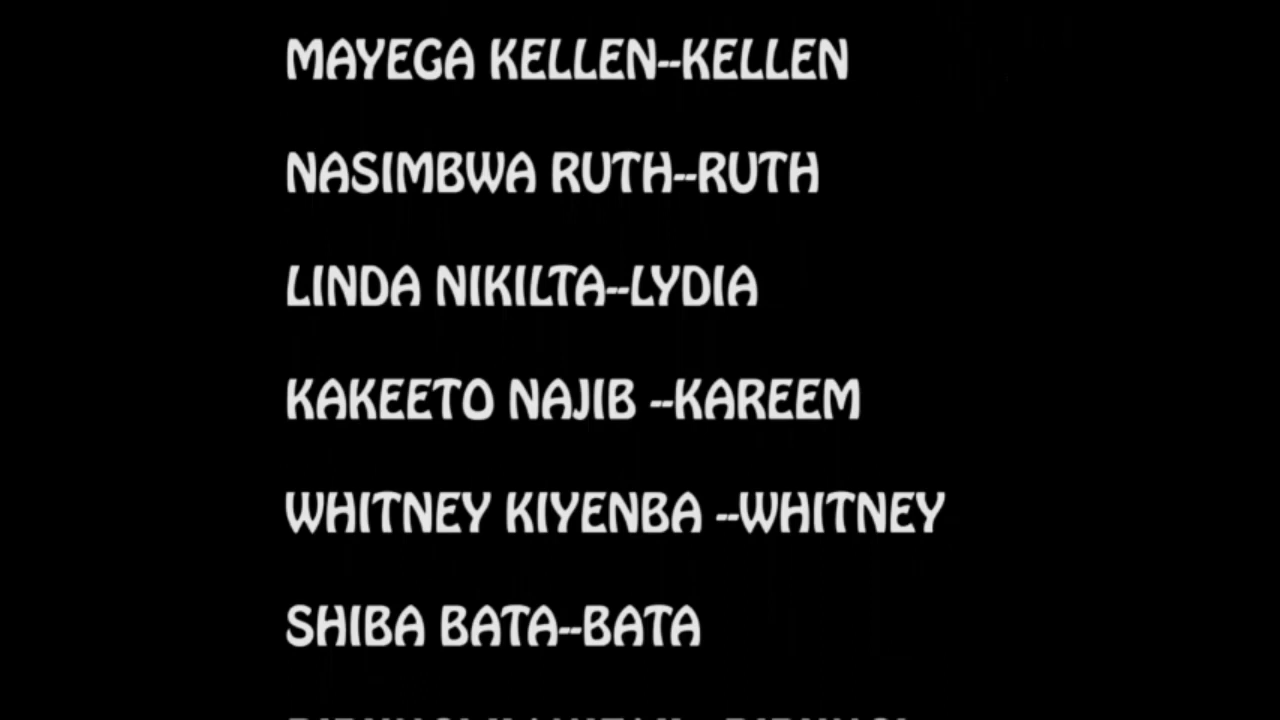 MAYEGA KELLEN--KELLEN
NASIMBWA RUTH--RUTH
LINDA NIKILTA--LYDIA
KAKEETO NAJIB --KAREEM
WHITNEY KIYENBA --WHITNEY
SHIBA BATA--BATA